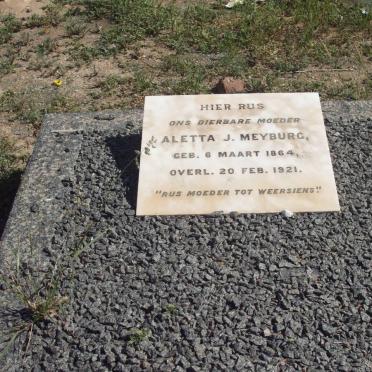 HIER RUS
ONS DIERBARE MOEDER
ALETTA J. MEYBURG,
GEB. 6 MAART 1864,
OVERL. 20 FEB. 1921.
"RUS MOEDER TOT WEERSIENS"